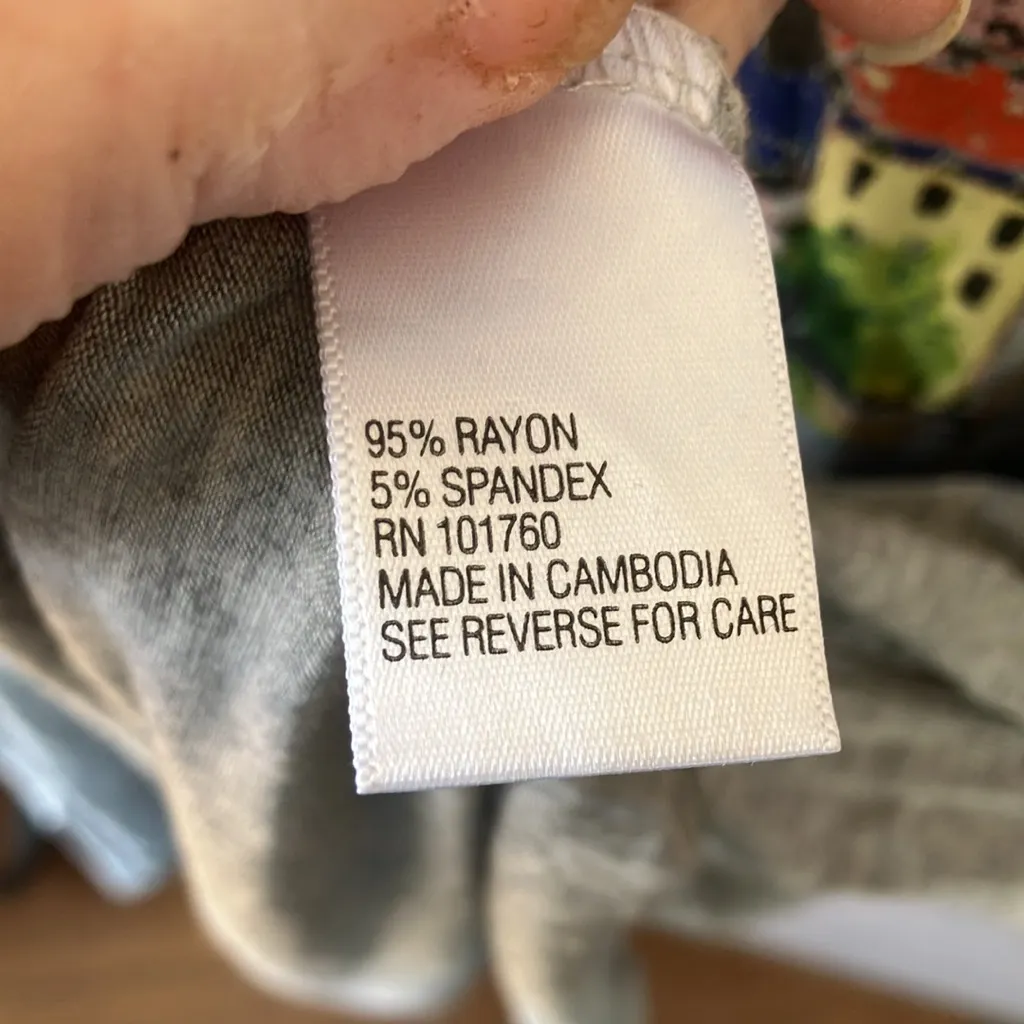 95% RAYON
5% SPANDEX
RN 101760
MADE IN CAMBODIA
SEE REVERSE FOR CARE